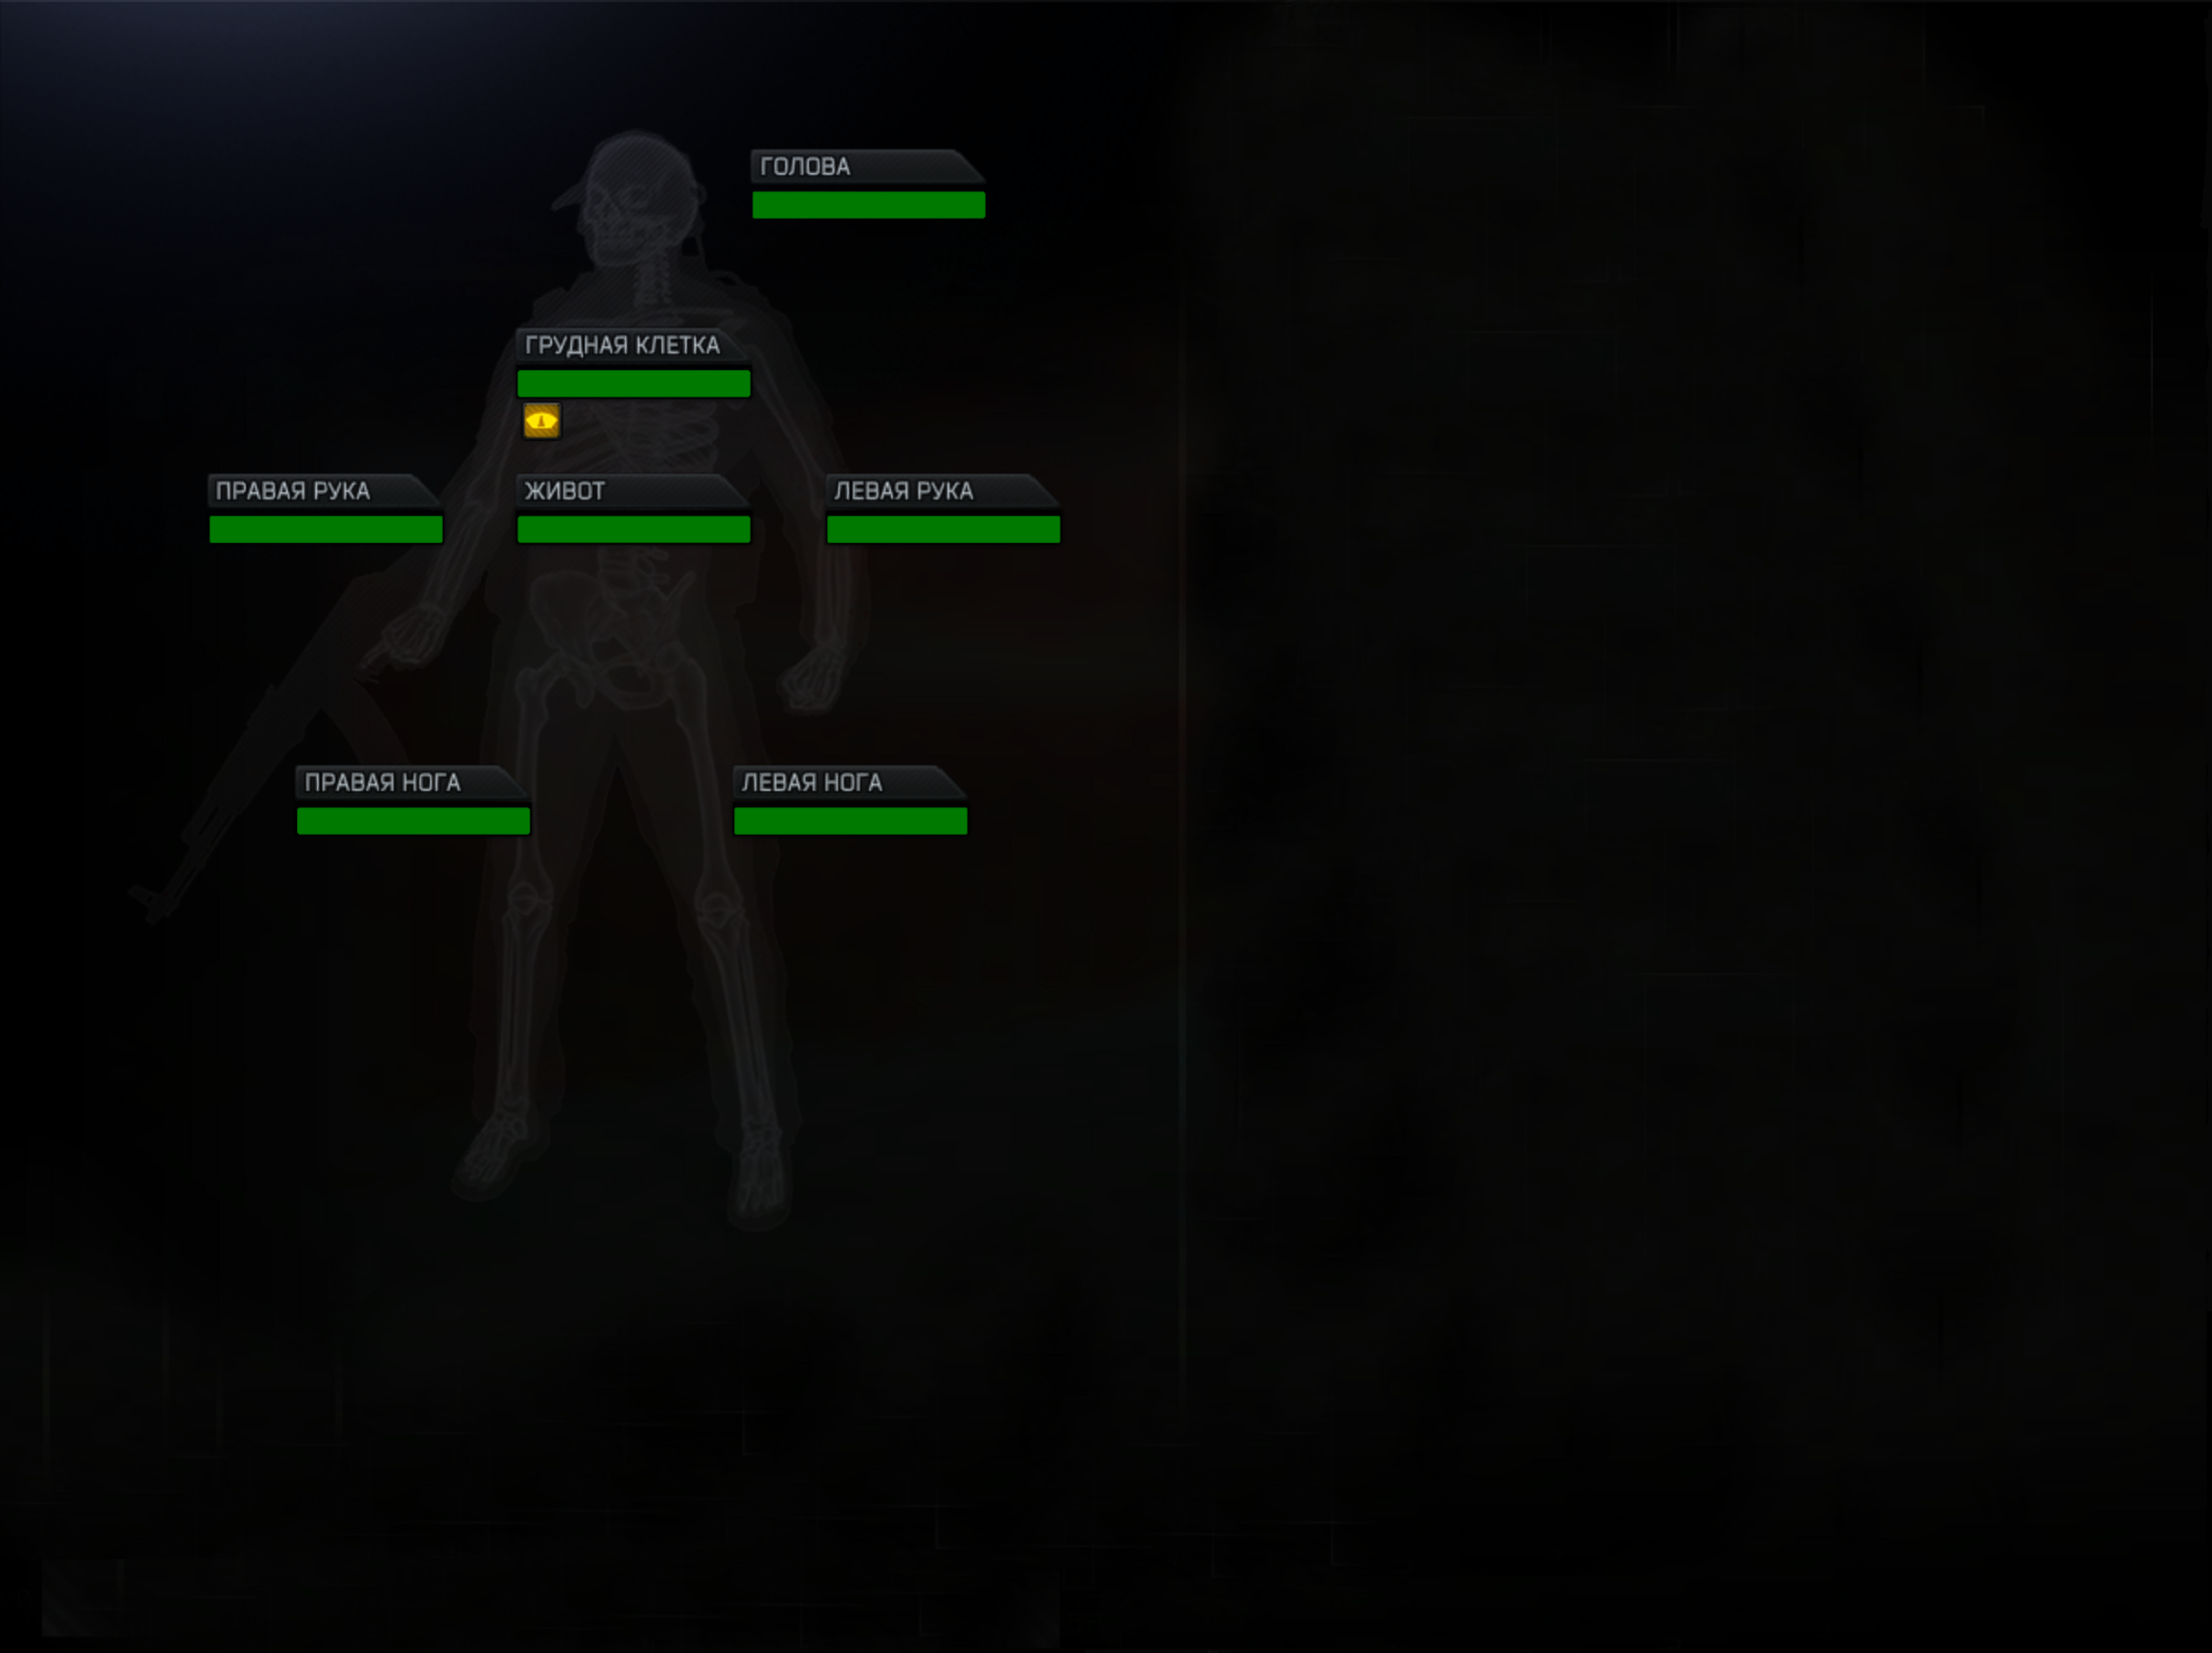 ГОЛОВА
ГРУДНАЯ КЛЕТКА
ПРАВАЯ РУКА
ЖИВОТ
ЛЕВАЯ РУКА
ПРАВАЯ НОГА
ЛЕВАЯ НОГА